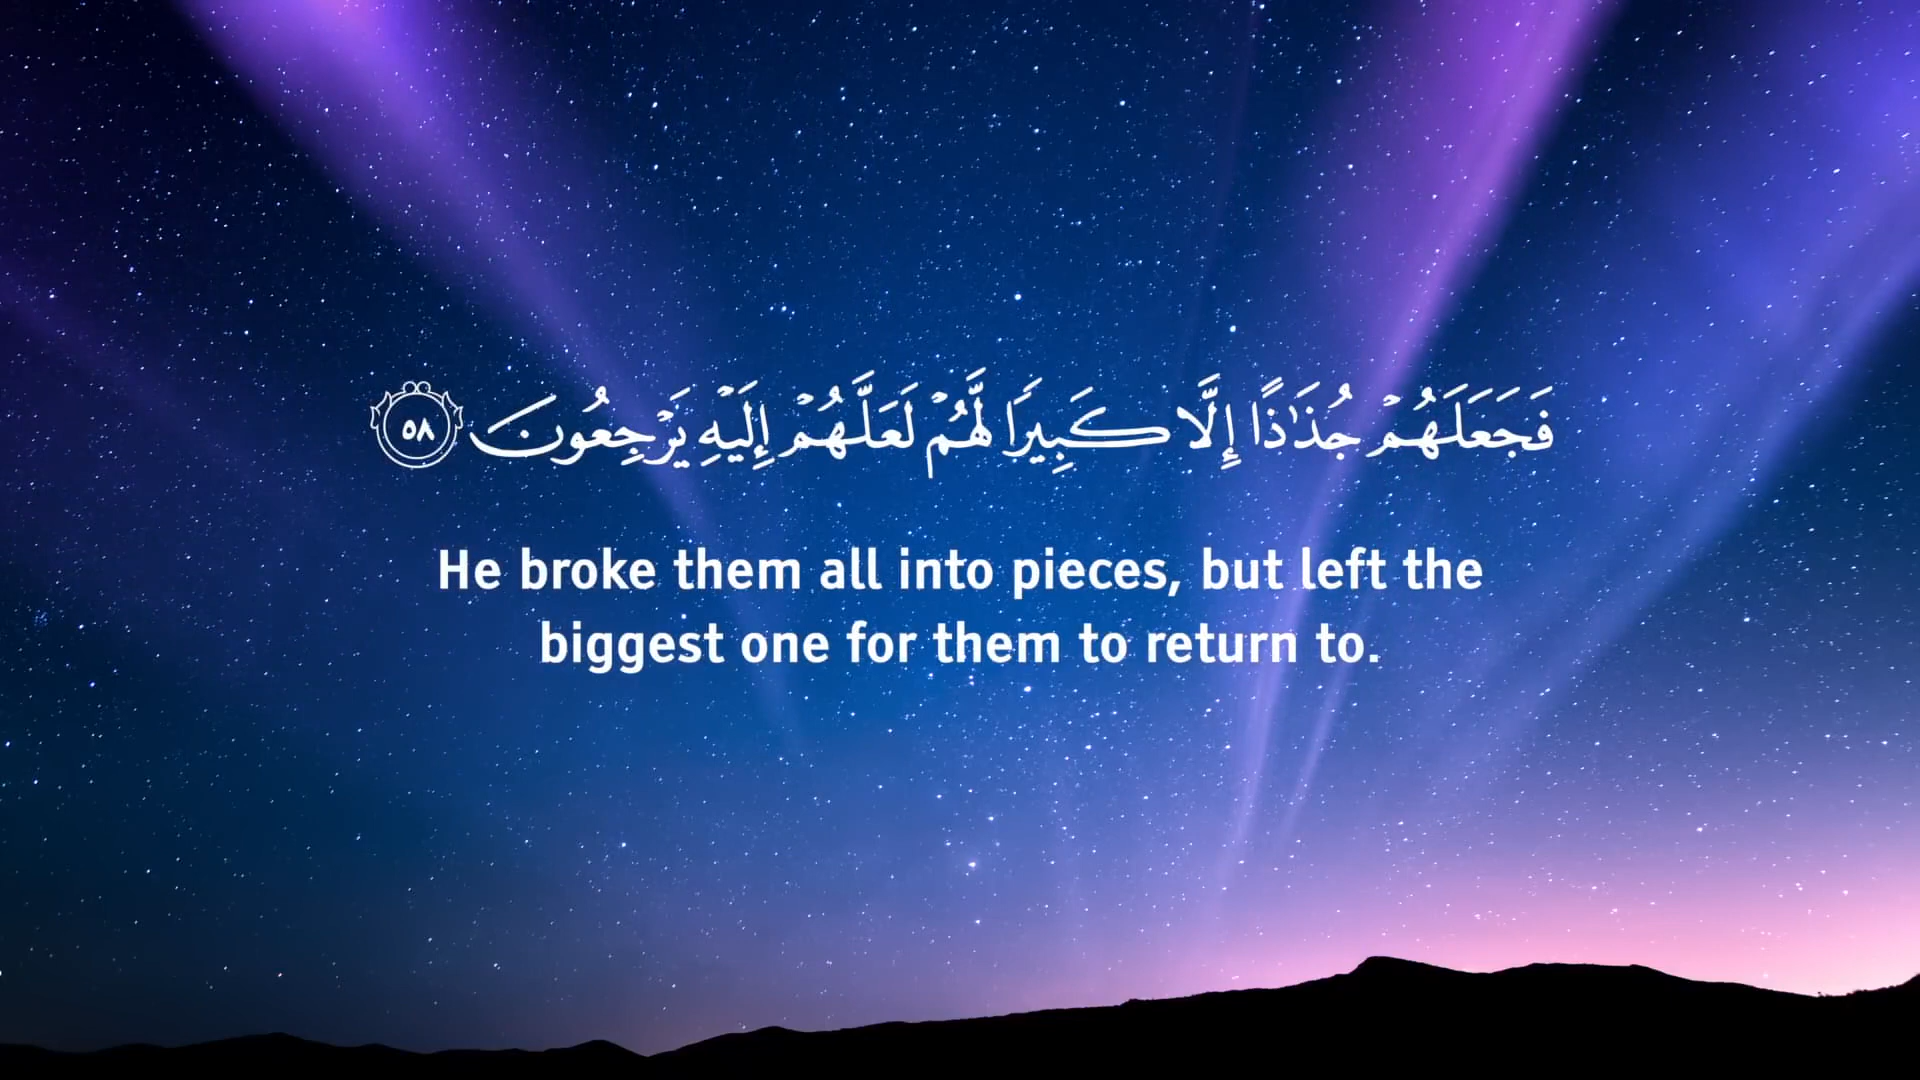 فَجَعَلَهُمْ جُذَٰذًا إِلَّا كَبِيرًا لَّهُمْ لَعَلَّهُمْ إِلَيْهِ يَرْجِعُونَ ٥٨
He broke them all into pieces, but left the
biggest one for them to return to.